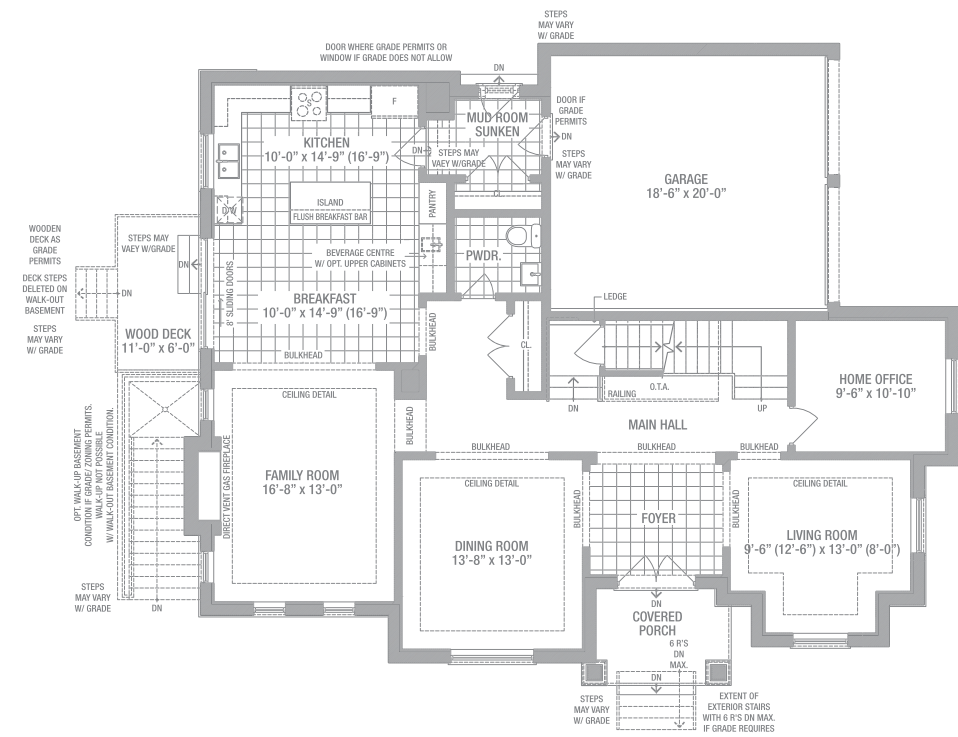 STEPS
MAY VARY
W/ GRADE
DOOR WHERE GRADE PERMITS OR
WINDOW IF GRADE DOES NOT ALLOW
DN
S
F
MUD ROOM
SUNKEN
DOOR IF
GRADE
PERMITS
DN
STEPS
MAY VARY
W/ GRADE
KITCHEN
10'-0" x 14'-9" (16'-9")
DN
STEPS MAY
VAEY W/GRADE
CL.
GARAGE
18'-6" x 20'-0"
ISLAND
FLUSH BREAKFAST BAR
PANTRY
D/W
WOODEN
DECK AS
GRADE
PERMITS
DECK STEPS
DELETED ON
WALK-OUT
BASEMENT
STEPS
MAY VARY
W/ GRADE
STEPS MAY
VAEY W/GRADE
DN
DN
WOOD DECK
11'-0" x 6'-0"
8' SLIDING DOORS
BEVERAGE CENTRE
W/ OPT. UPPER CABINETS
PWDR.
BREAKFAST
10'-0" x 14'-9" (16'-9")
BULKHEAD
BULKHEAD
CL.
LEDGE
O.T.A.
RAILING
DN
UP
HOME OFFICE
9'-6" x 10'-10"
MAIN HALL
CEILING DETAIL
BULKHEAD
BULKHEAD
BULKHEAD
BULKHEAD
OPT. WALK-UP BASEMENT
CONDITION IF GRADE/ ZONING PERMITS.
WALK-UP NOT POSSIBLE
W/ WALK-OUT BASEMENT CONDITION.
DIRECT VENT GAS FIREPLACE
FAMILY ROOM
16'-8" x 13'-0"
CEILING DETAIL
BULKHEAD
BULKHEAD
CEILING DETAIL
FOYER
DINING ROOM
13'-8" x 13'-0"
LIVING ROOM
9'-6" (12'-6") x 13'-0" (8'-0")
STEPS
MAY VARY
W/ GRADE
DN
DN
COVERED
PORCH
6 R'S
DN
MAX.
DN
STEPS
MAY VARY
W/ GRADE
EXTENT OF
EXTERIOR STAIRS
WITH 6 R'S DN MAX.
IF GRADE REQUIRES